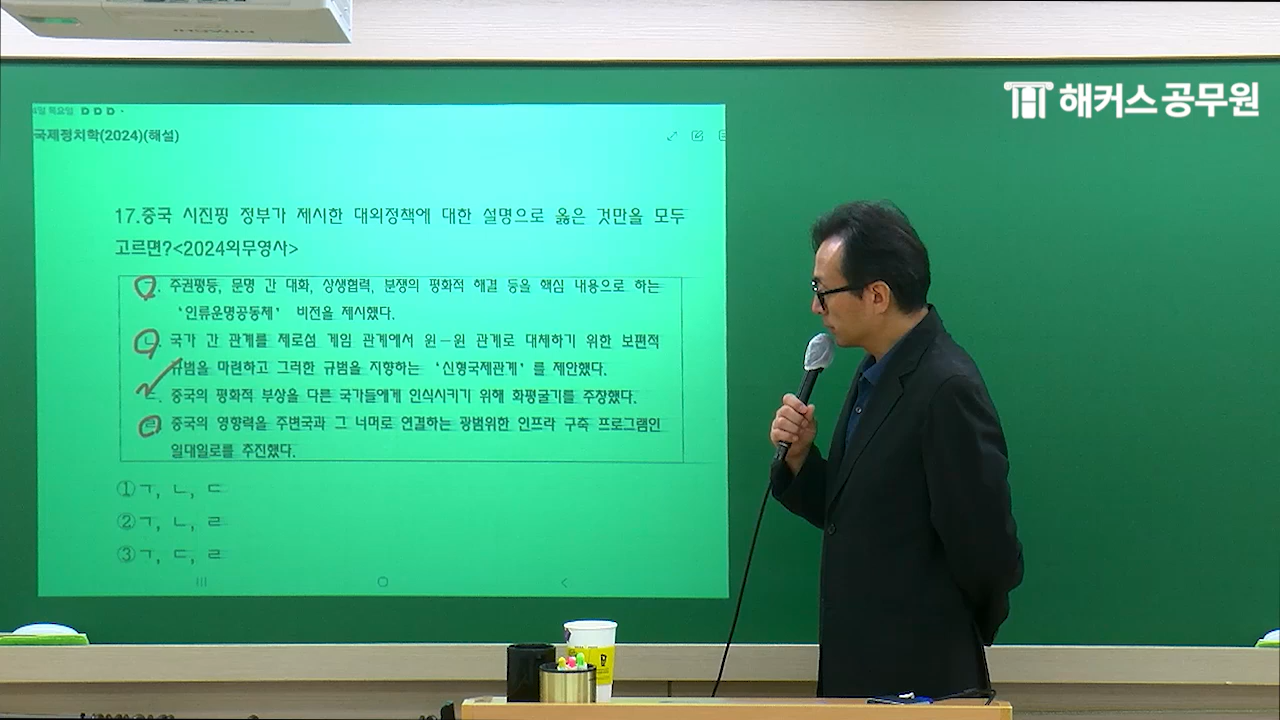 해커스공무원
4일 목요일
국제정치학(2024)(해설)
17.중국 시진핑 정부가 제시한 대외정책에 대한 설명으로 옳은 것만을 모두
고르면?<2024외무영사>
ㄱ. 주권평등, 문명 간 대화, 상생협력, 분쟁의 평화적 해결 등을 핵심 내용으로 하는
‘인류운명공동체’ 비전을 제시했다.
ㄴ. 국가 간 관계를 제로섬 게임 관계에서 윈-윈 관계로 대체하기 위한 보편적
규범을 마련하고 그러한 규범을 지향하는 ‘신형국제관계’를 제안했다.
ㄷ. 중국의 평화적 부상을 다른 국가들에게 인식시키기 위해 화평굴기를 주장했다.
ㄹ. 중국의 영향력을 주변국과 그 너머로 연결하는 광범위한 인프라 구축 프로그램인
일대일로를 추진했다.
①ㄱ, ㄴ, ㄷ
②ㄱ, ㄴ, ㄹ
③ㄱ, ㄷ, ㄹ